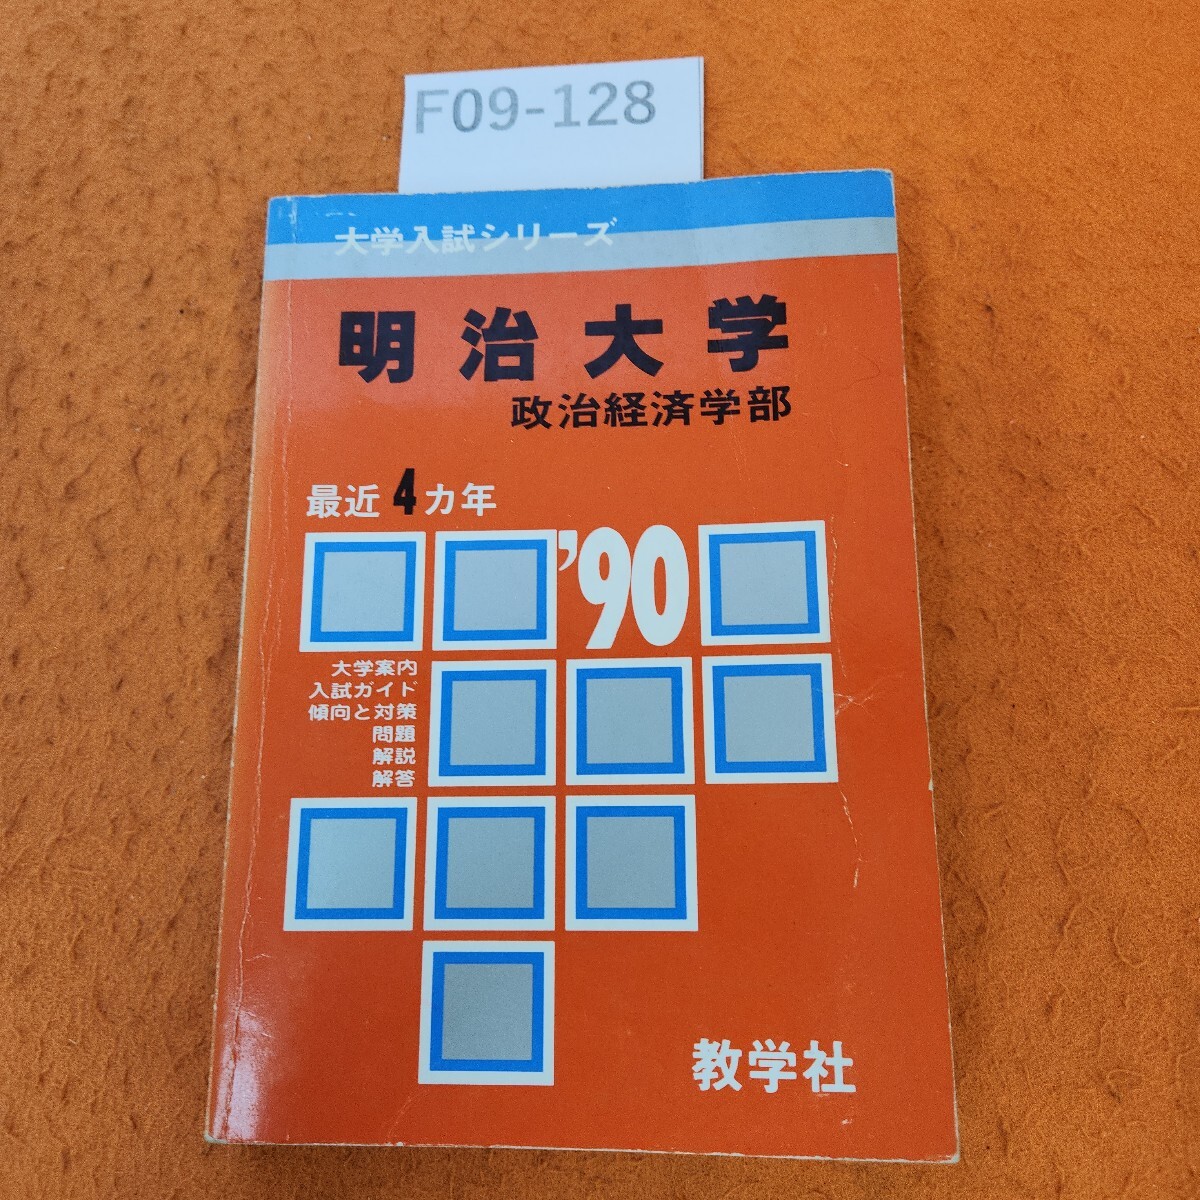 F09-128
大学入試シリーズ
明治大学
政治経済学部
最近4カ年
'90
大学案内
入試ガイド
傾向と対策
問題
解説
解答
教学社